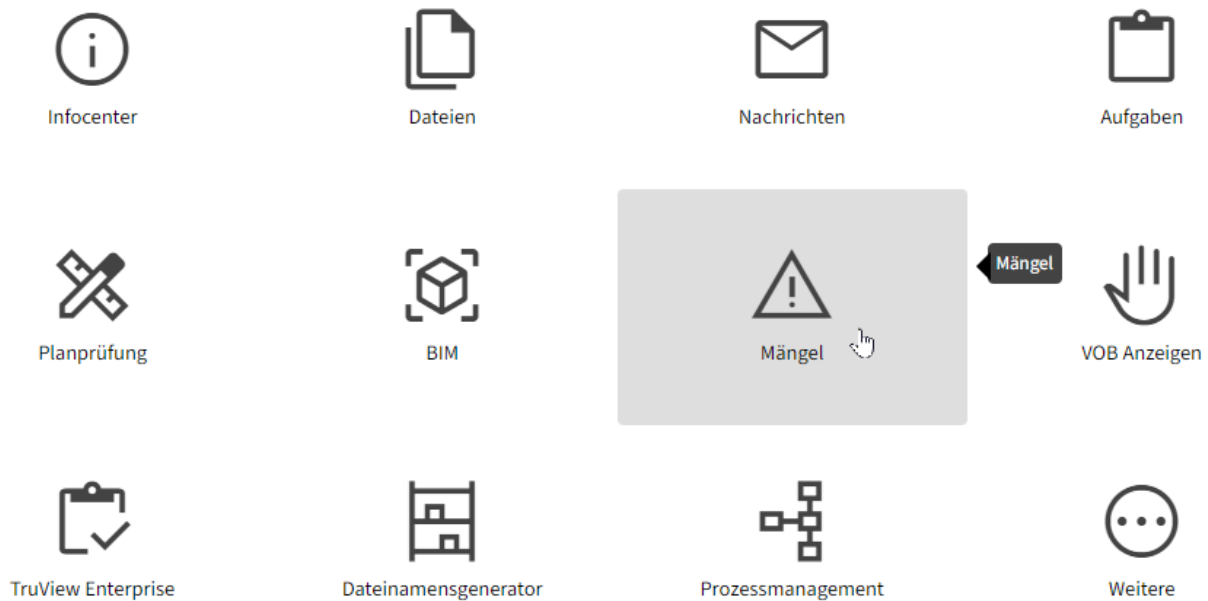 Infocenter
Dateien
Nachrichten
Aufgaben
Planprüfung
BIM
Mängel
Mängel
VOB Anzeigen
TruView Enterprise
Dateinamensgenerator
Prozessmanagement
Weitere